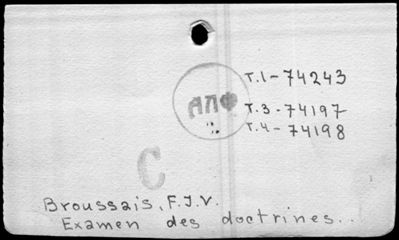 т.1-74243
АПФ
т.3-74197
т.4-74198
С
Broussais, F.J.V.
Examen des doctrines...